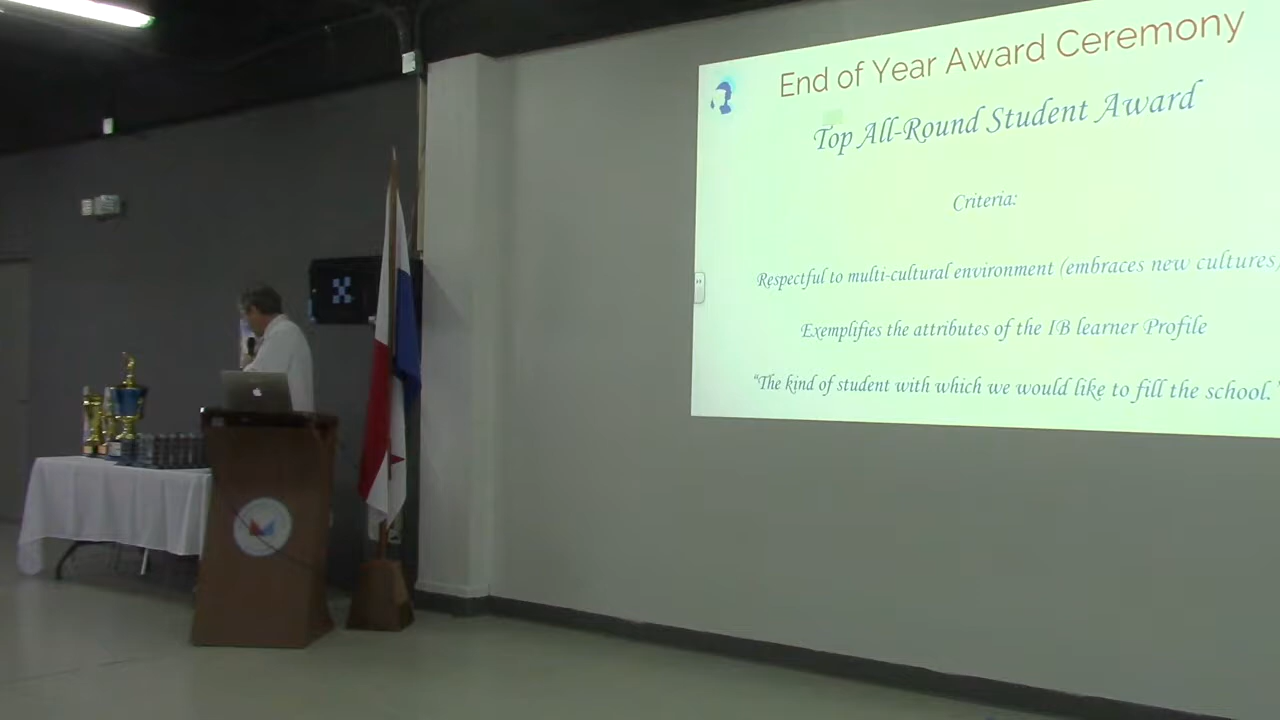 End of Year Award Ceremony
Top All-Round Student Award
Criteria:
Respectful to multi-cultural environment (embraces new cultures)
Exemplifies the attributes of the IB learner Profile
"The kind of student with which we would like to fill the school."